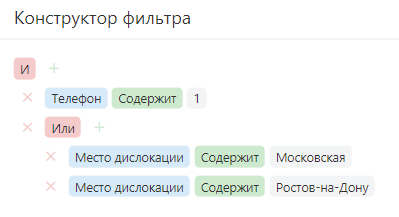 Конструктор фильтра
И +
× Телефон Содержит 1
× Или +
× Место дислокации Содержит Московская
× Место дислокации Содержит Ростов-на-Дону